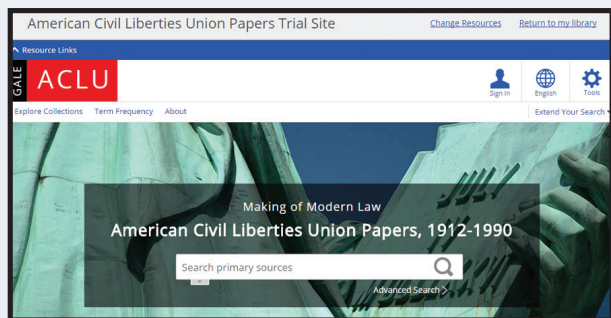 American Civil Liberties Union Papers Trial Site
Change Resources
Return to my library
Resource Links
GALE
ACLU
Sign In
English
Tools
Explore Collections
Term Frequency
About
Extend Your Search
Making of Modern Law
American Civil Liberties Union Papers, 1912-1990
Search primary sources
Advanced Search